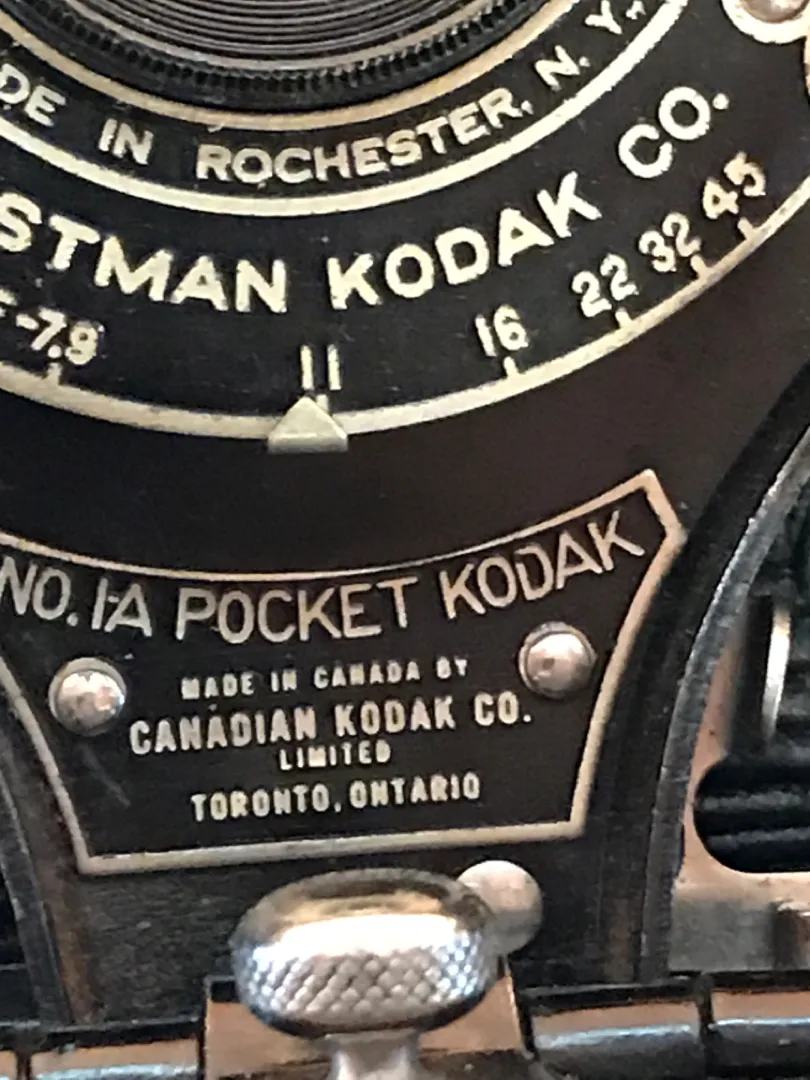 DE IN ROCHESTER, N. Y.,
STMAN KODAK CO.
F-7.9 11 16 22 32 45
NO. 1-A POCKET KODAK
MADE IN CANADA BY
CANADIAN KODAK CO.
LIMITED
TORONTO, ONTARIO